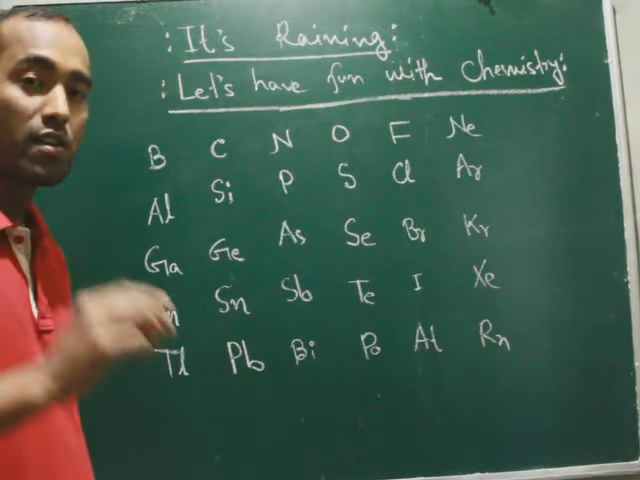 : It's Raining :
: Let's have fun with Chemistry :
B C N O F Ne
Al Si P S Cl Ar
Ga Ge As Se Br Kr
Sn Sb Te I Xe
Tl Pb Bi Po At Rn